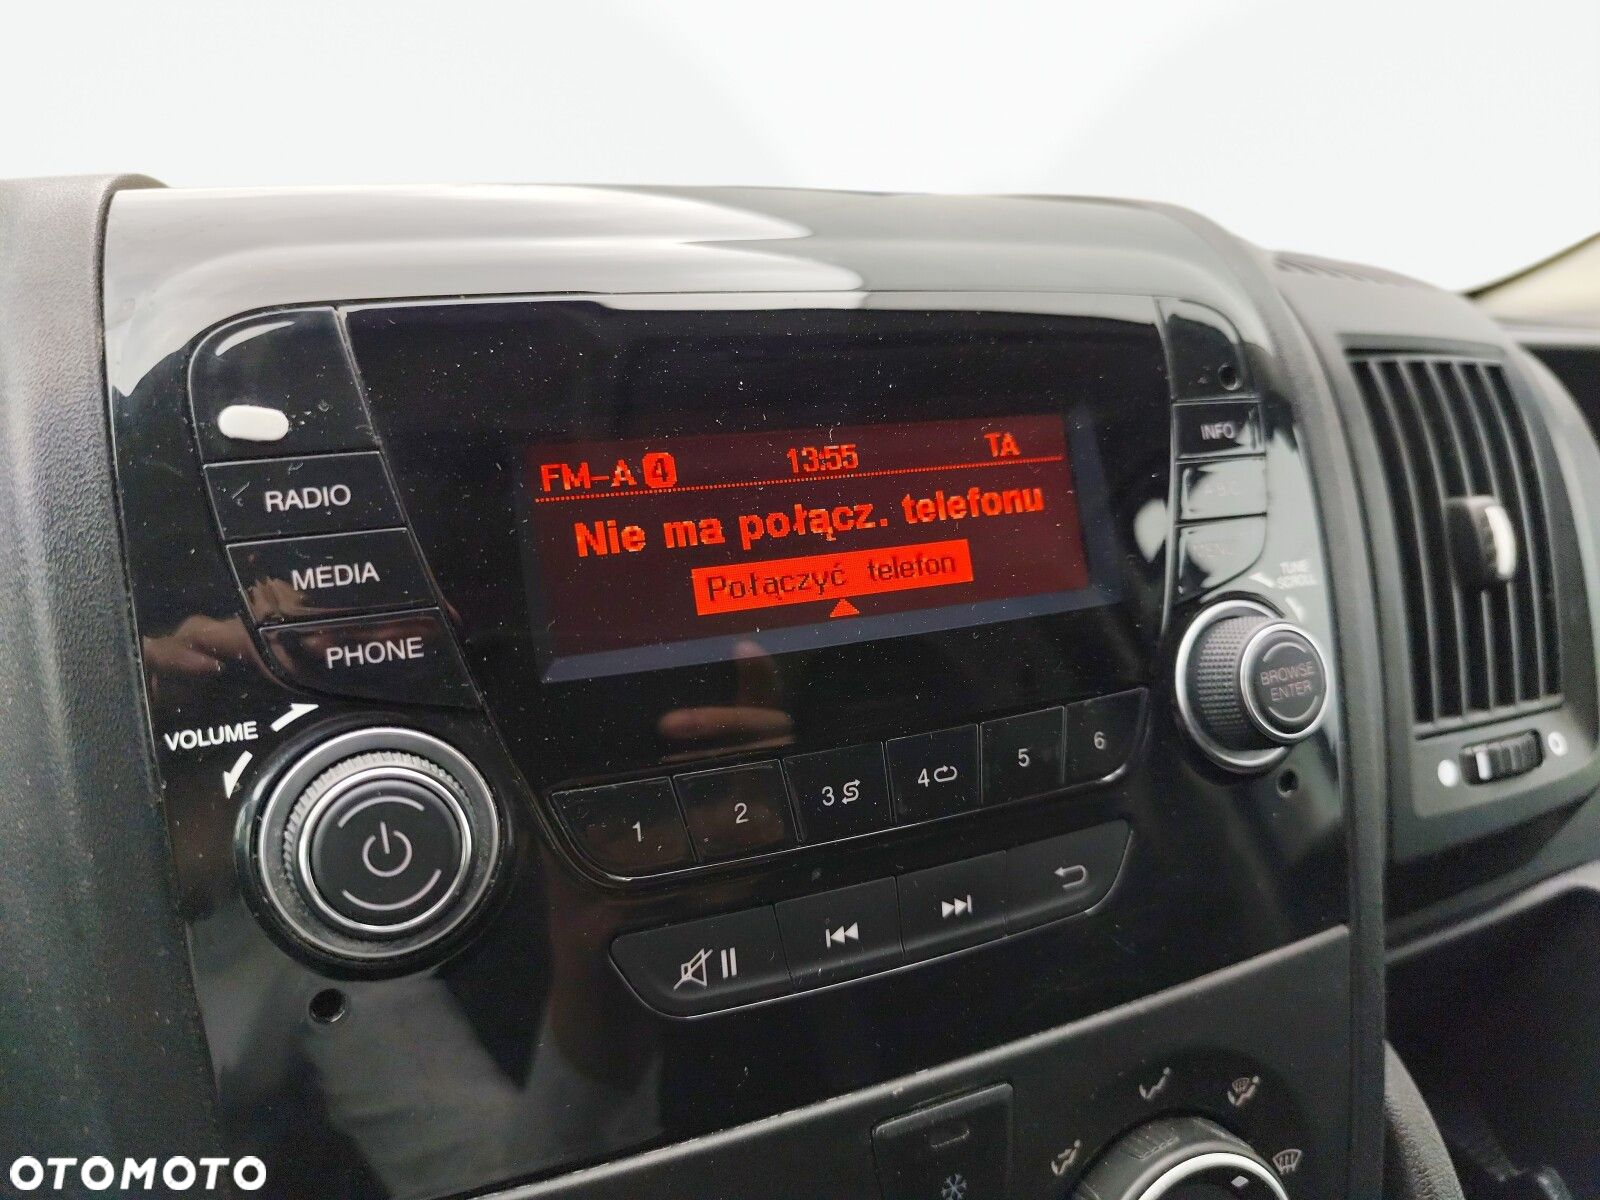 FM-A 4 13:55 TA
Nie ma połącz. telefonu
Połączyć telefon
RADIO
MEDIA
PHONE
VOLUME
INFO
A-B-C
MENU
TUNE
SCROLL
BROWSE
ENTER
1 2 3 4 5 6
OTOMOTO